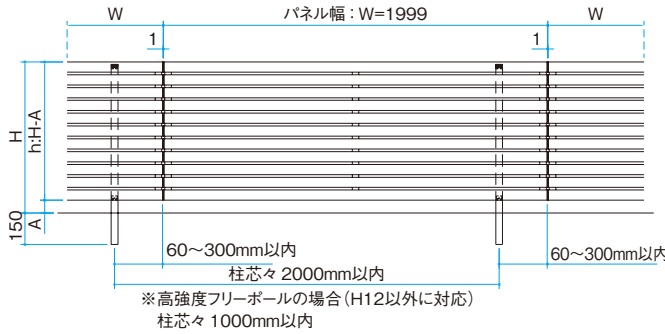 W
パネル幅：W=1999
W
1
1
H
h:H-A
150
A
60〜300mm以内
60〜300mm以内
柱芯々 2000mm以内
※高強度フリーポールの場合（H12以外に対応）
柱芯々 1000mm以内